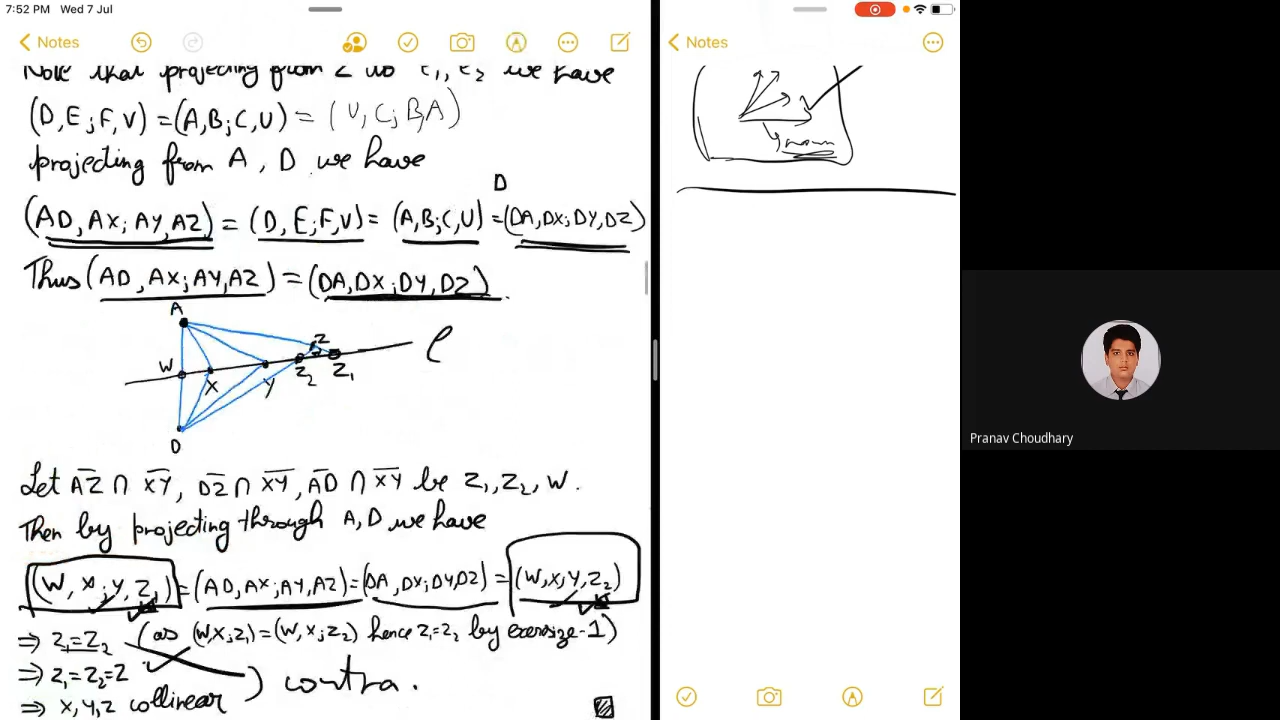 7:52 PM Wed 7 Jul
Notes
Note that projecting from Z to ℓ1, ℓ2 we have
(D,E;F,V) = (A,B;C,U) = (U,C;B,A)
projecting from A, D we have
D
(AD,AX;AY,AZ) = (D,E;F,V) = (A,B;C,U) = (DA,DX;DY,DZ)
Thus (AD,AX;AY,AZ) = (DA,DX;DY,DZ).
A
Z
ℓ
W
X
Y
Z2
Z1
D
Let AZ ∩ XY, DZ ∩ XY, AD ∩ XY be Z1, Z2, W.
Then by projecting through A, D we have
(W, X; Y, Z1) = (AD,AX;AY,AZ) = (DA,DX;DY,DZ) = (W,X;Y,Z2)
⇒ Z1=Z2 (as (W,X;Z1) = (W,X;Z2) hence Z1=Z2 by exersize-1)
⇒ Z1=Z2=Z
⇒ X,Y,Z collinear
) contra.
Notes
Pranav Choudhary